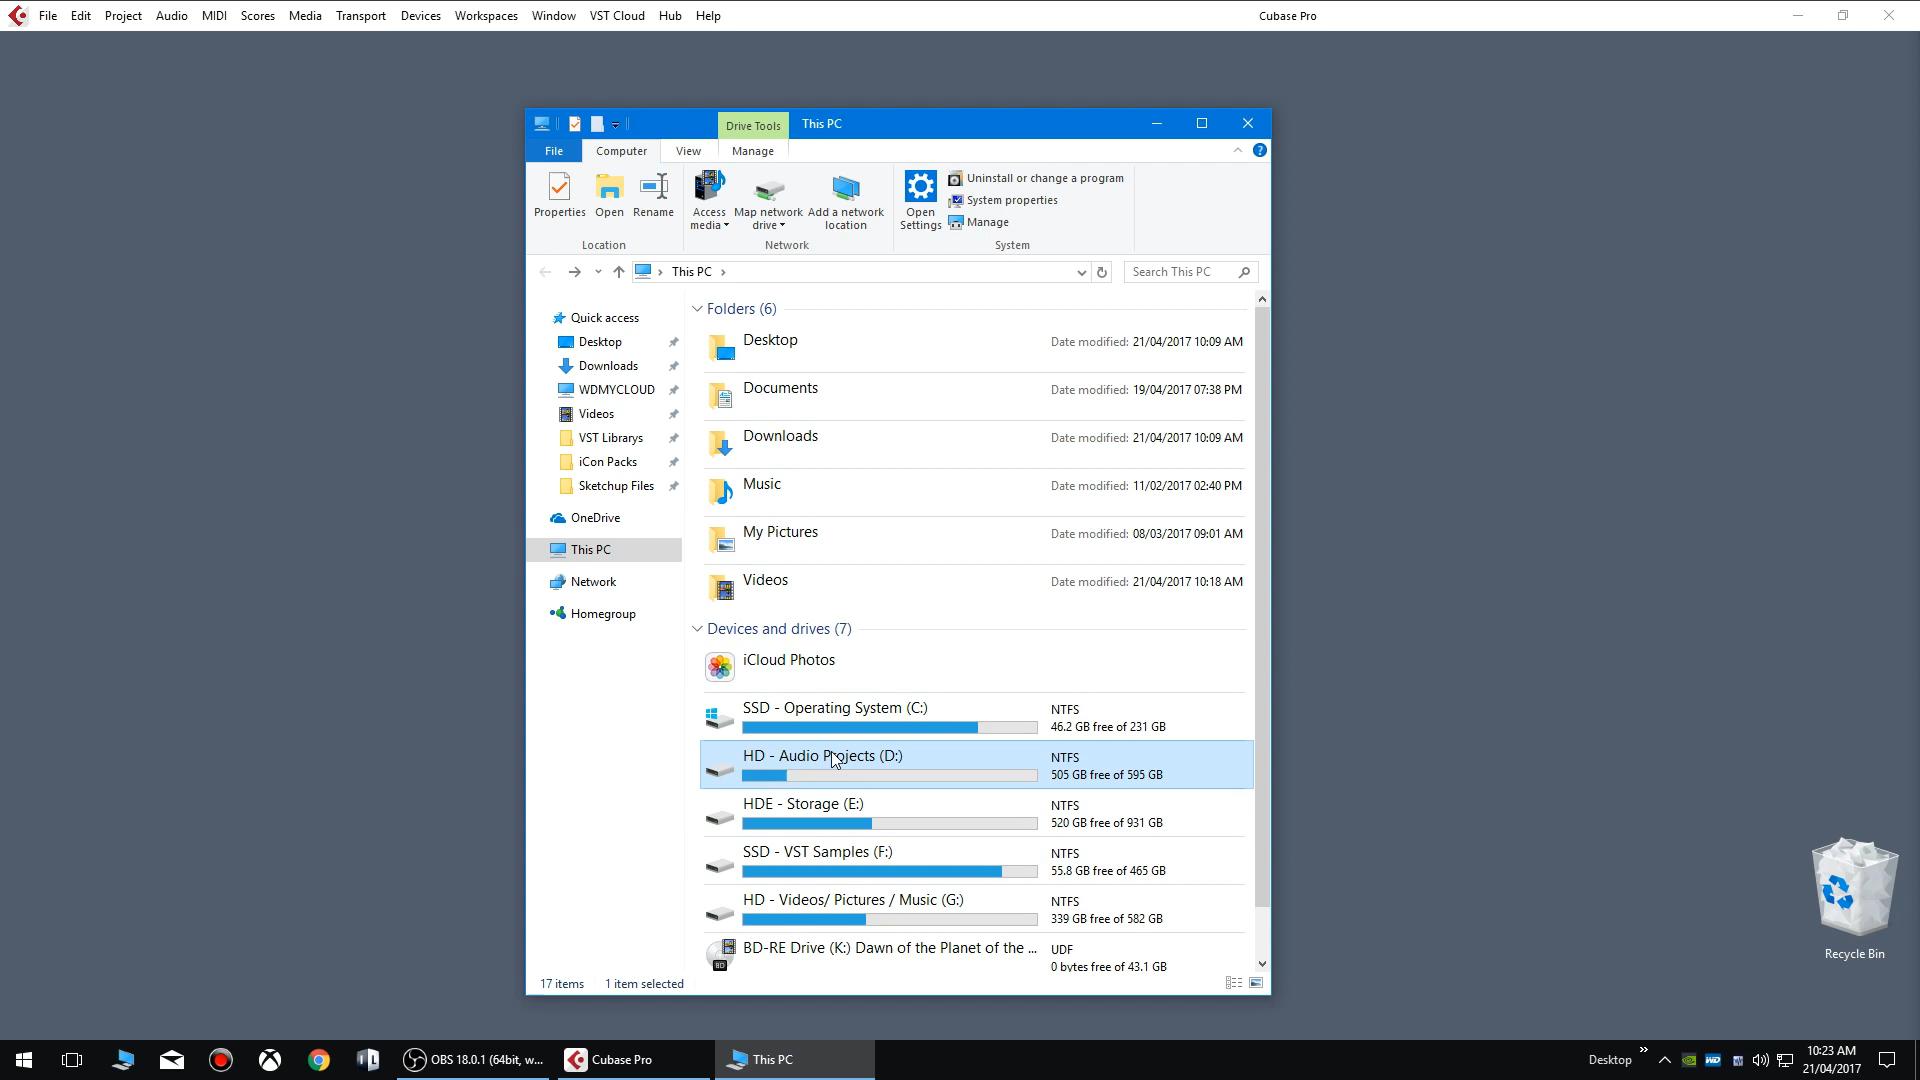 File Edit Project Audio MIDI Scores Media Transport Devices Workspaces Window VST Cloud Hub Help
Cubase Pro
Drive Tools
This PC
File Computer View Manage
Properties Open Rename
Access media
Map network drive
Add a network location
Open Settings
Uninstall or change a program
System properties
Manage
Location Network System
This PC
Search This PC
Quick access
Desktop
Downloads
WDMYCLOUD
Videos
VST Librarys
iCon Packs
Sketchup Files
OneDrive
This PC
Network
Homegroup
Folders (6)
Desktop Date modified: 21/04/2017 10:09 AM
Documents Date modified: 19/04/2017 07:38 PM
Downloads Date modified: 21/04/2017 10:09 AM
Music Date modified: 11/02/2017 02:40 PM
My Pictures Date modified: 08/03/2017 09:01 AM
Videos Date modified: 21/04/2017 10:18 AM
Devices and drives (7)
iCloud Photos
SSD - Operating System (C:) NTFS
46.2 GB free of 231 GB
HD - Audio Projects (D:) NTFS
505 GB free of 595 GB
HDE - Storage (E:) NTFS
520 GB free of 931 GB
SSD - VST Samples (F:) NTFS
55.8 GB free of 465 GB
HD - Videos/ Pictures / Music (G:) NTFS
339 GB free of 582 GB
BD-RE Drive (K:) Dawn of the Planet of the ... UDF
BD
0 bytes free of 43.1 GB
17 items 1 item selected
Recycle Bin
OBS 18.0.1 (64bit, w...
Cubase Pro
This PC
Desktop
WD
10:23 AM
21/04/2017